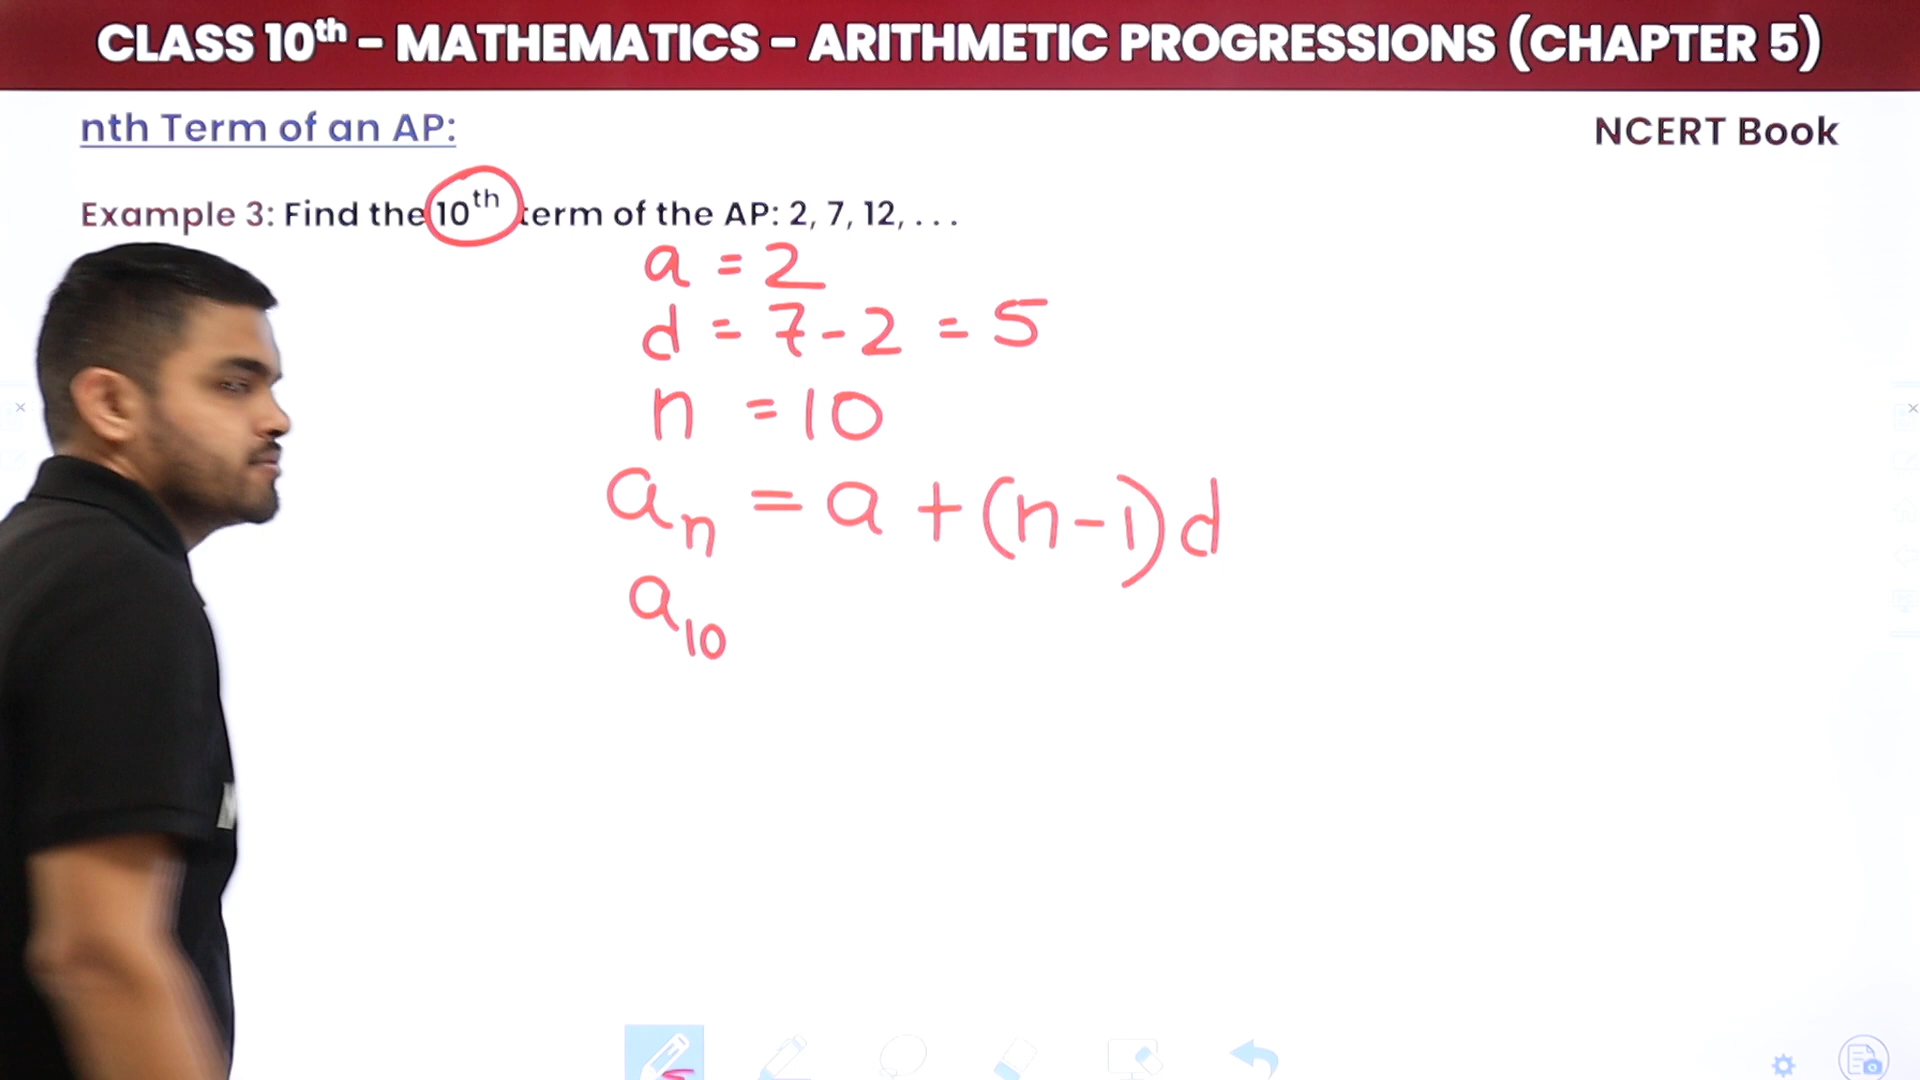 CLASS 10th - MATHEMATICS - ARITHMETIC PROGRESSIONS (CHAPTER 5)
nth Term of an AP:
NCERT Book
Example 3: Find the 10th term of the AP: 2, 7, 12, . . .
a = 2
d = 7 - 2 = 5
n = 10
an = a + (n-1) d
a10